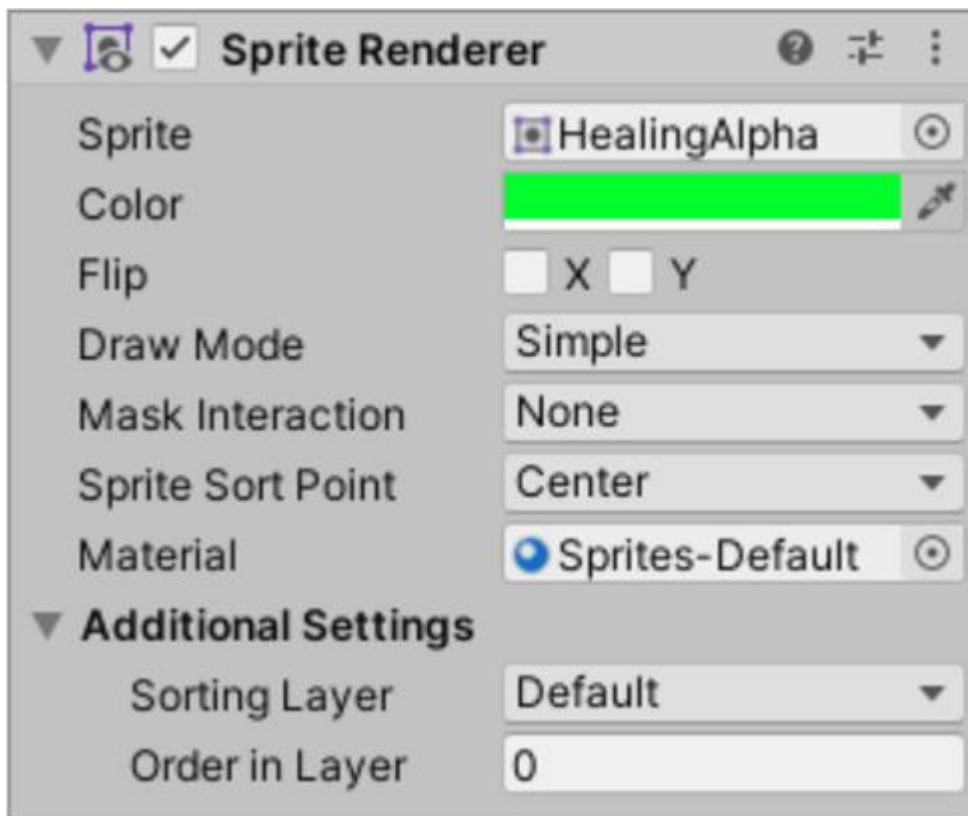 Sprite Renderer
Sprite HealingAlpha
Color
Flip X Y
Draw Mode Simple
Mask Interaction None
Sprite Sort Point Center
Material Sprites-Default
Additional Settings
Sorting Layer Default
Order in Layer 0